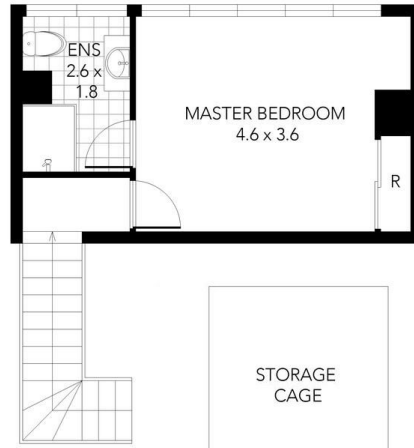 ENS
2.6 x
1.8
MASTER BEDROOM
4.6 x 3.6
R
STORAGE
CAGE